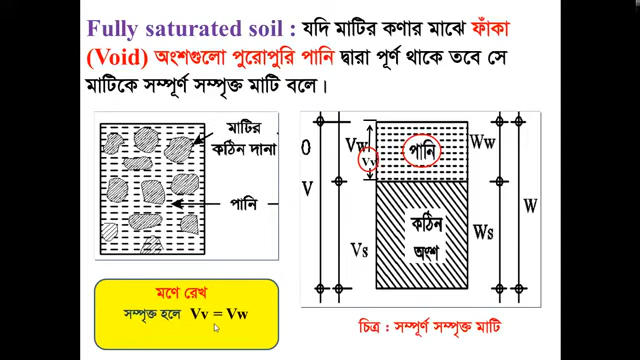 Fully saturated soil : যদি মাটির কণার মাঝে ফাঁকা
(Void) অংশগুলো পুরোপুরি পানি দ্বারা পূর্ণ থাকে তবে সে
মাটিকে সম্পূর্ণ সম্পৃক্ত মাটি বলে।
মাটির
কঠিন দানা
পানি
0
V
Vw
Vv
পানি
Ww
W
Vs
কঠিন
অংশ
Ws
মণে রেখ
সম্পৃক্ত হলে Vv = Vw
চিত্র : সম্পূর্ণ সম্পৃক্ত মাটি